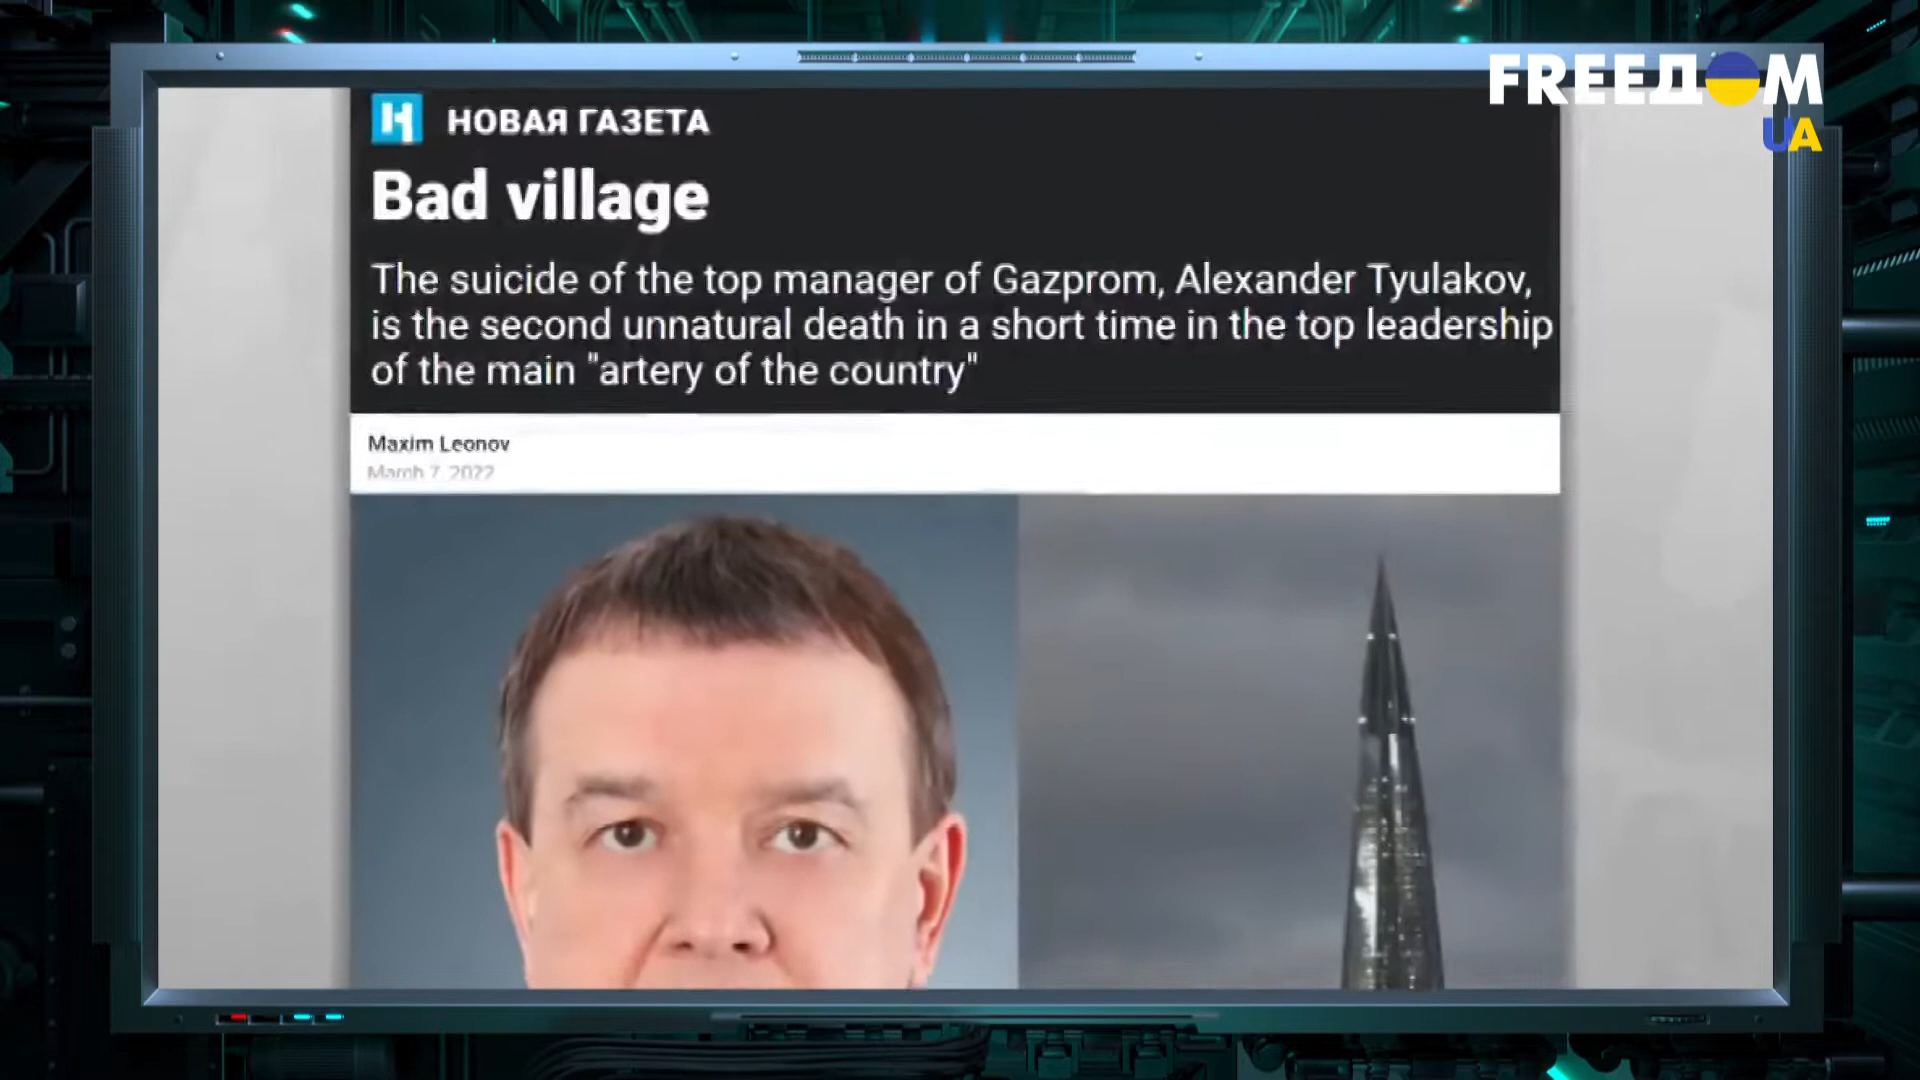 FREEДOM
UA
НОВАЯ ГАЗЕТА
Bad village
The suicide of the top manager of Gazprom, Alexander Tyulakov,
is the second unnatural death in a short time in the top leadership
of the main "artery of the country"
Maxim Leonov
March 7, 2022